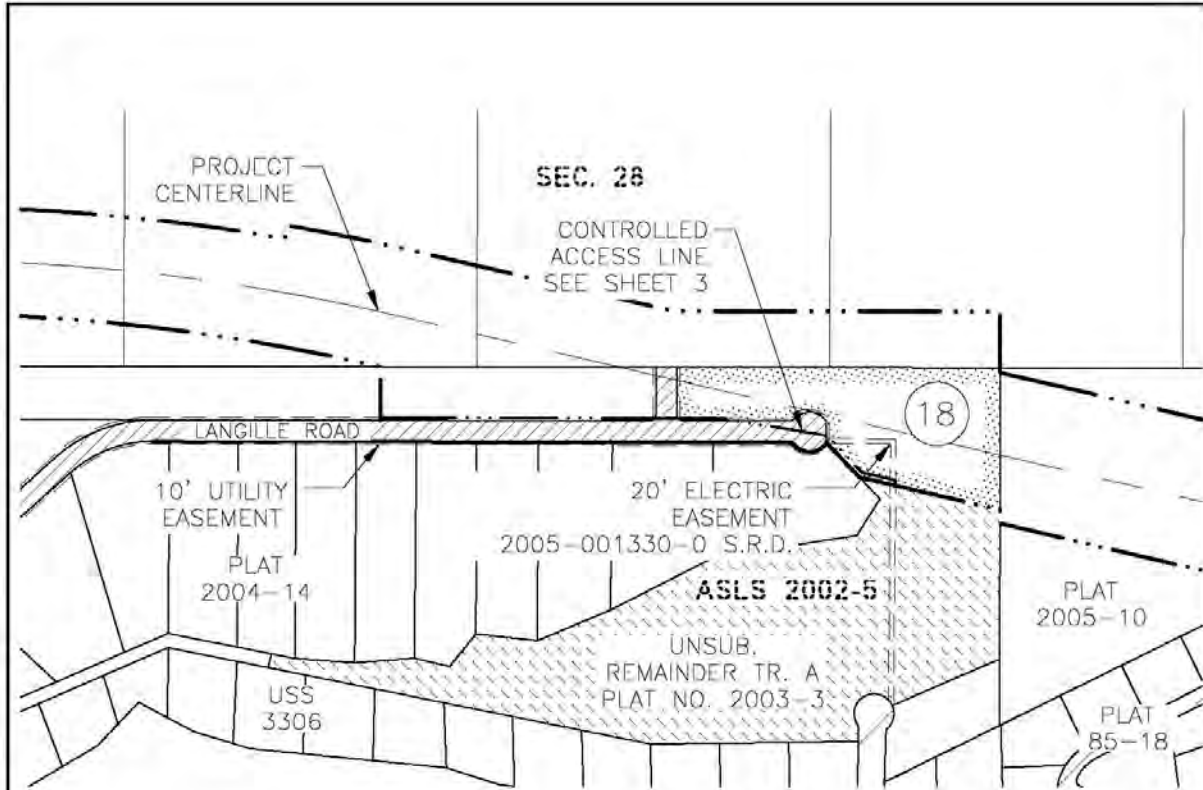 PROJECT
CENTERLINE
SEC. 28
CONTROLLED
ACCESS LINE
SEE SHEET 3
18
LANGILLE ROAD
10' UTILITY
EASEMENT
20' ELECTRIC
EASEMENT
2005-001330-0 S.R.D.
PLAT
2004-14
ASLS 2002-5
PLAT
2005-10
UNSUB.
REMAINDER TR. A
PLAT NO. 2003-3
USS
3306
PLAT
85-18